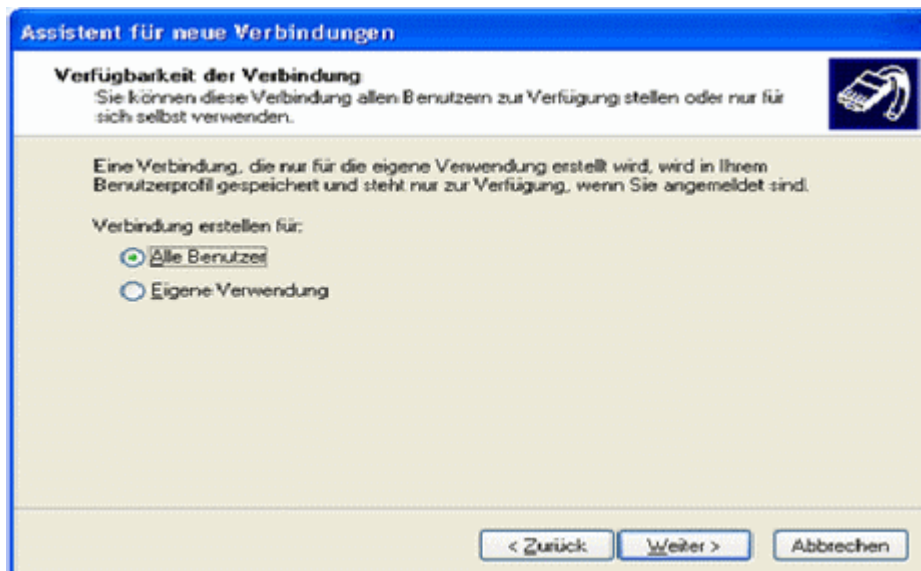 Assistent für neue Verbindungen
Verfügbarkeit der Verbindung
Sie können diese Verbindung allen Benutzern zur Verfügung stellen oder nur für
sich selbst verwenden.
Eine Verbindung, die nur für die eigene Verwendung erstellt wird, wird in Ihrem
Benutzerprofil gespeichert und steht nur zur Verfügung, wenn Sie angemeldet sind.
Verbindung erstellen für:
Alle Benutzer
Eigene Verwendung
< Zurück Weiter > Abbrechen